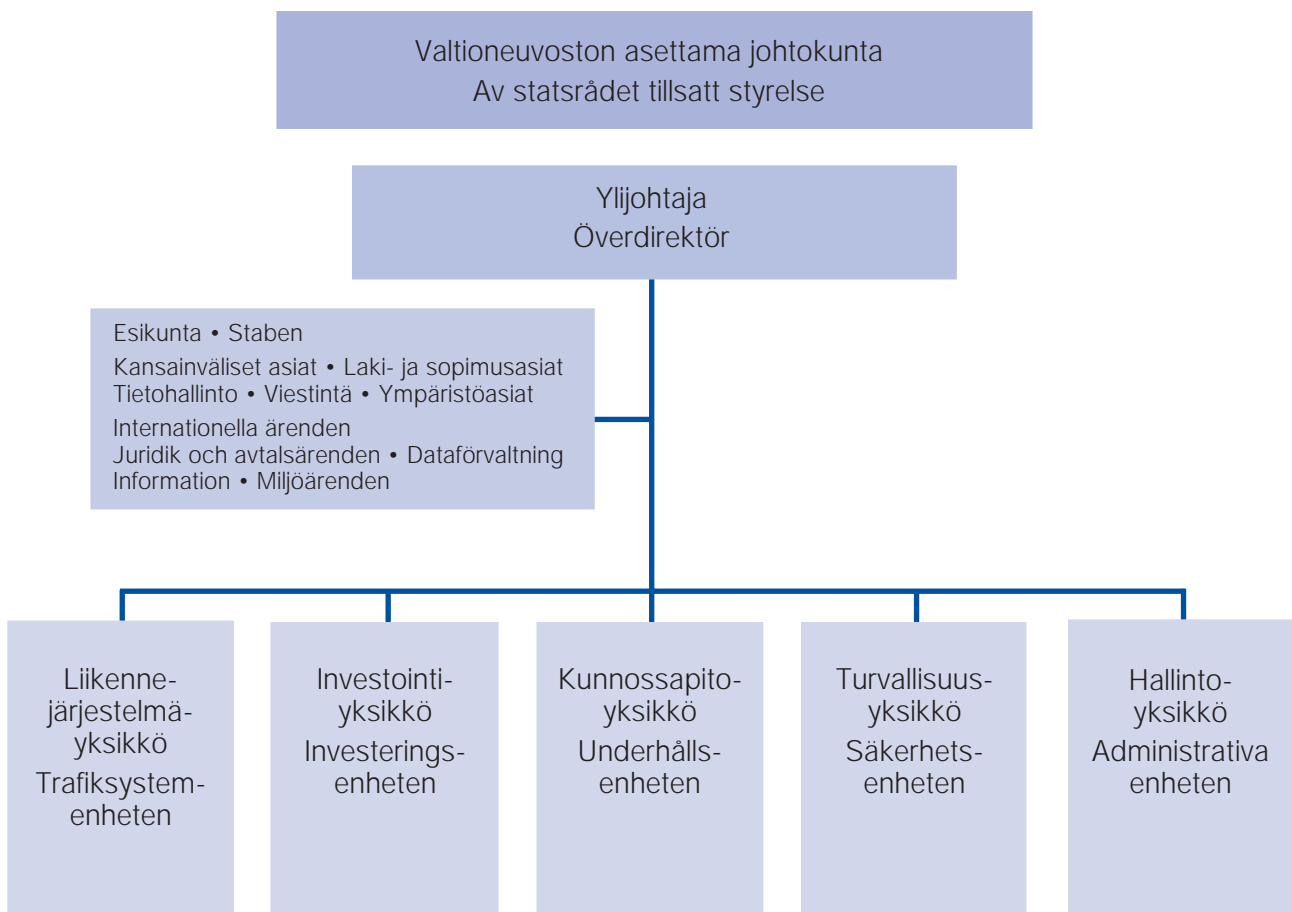 Valtioneuvoston asettama johtokunta
Av statsrådet tillsatt styrelse
Ylijohtaja
Överdirektör
Esikunta • Staben
Kansainväliset asiat • Laki- ja sopimusasiat
Tietohallinto • Viestintä • Ympäristöasiat
Internationella ärenden
Juridik och avtalsärenden • Dataförvaltning
Information • Miljöärenden
Liikenne-
järjestelmä-
yksikkö
Trafiksystem-
enheten
Investointi-
yksikkö
Investerings-
enheten
Kunnossapito-
yksikkö
Underhålls-
enheten
Turvallisuus-
yksikkö
Säkerhets-
enheten
Hallinto-
yksikkö
Administrativa
enheten